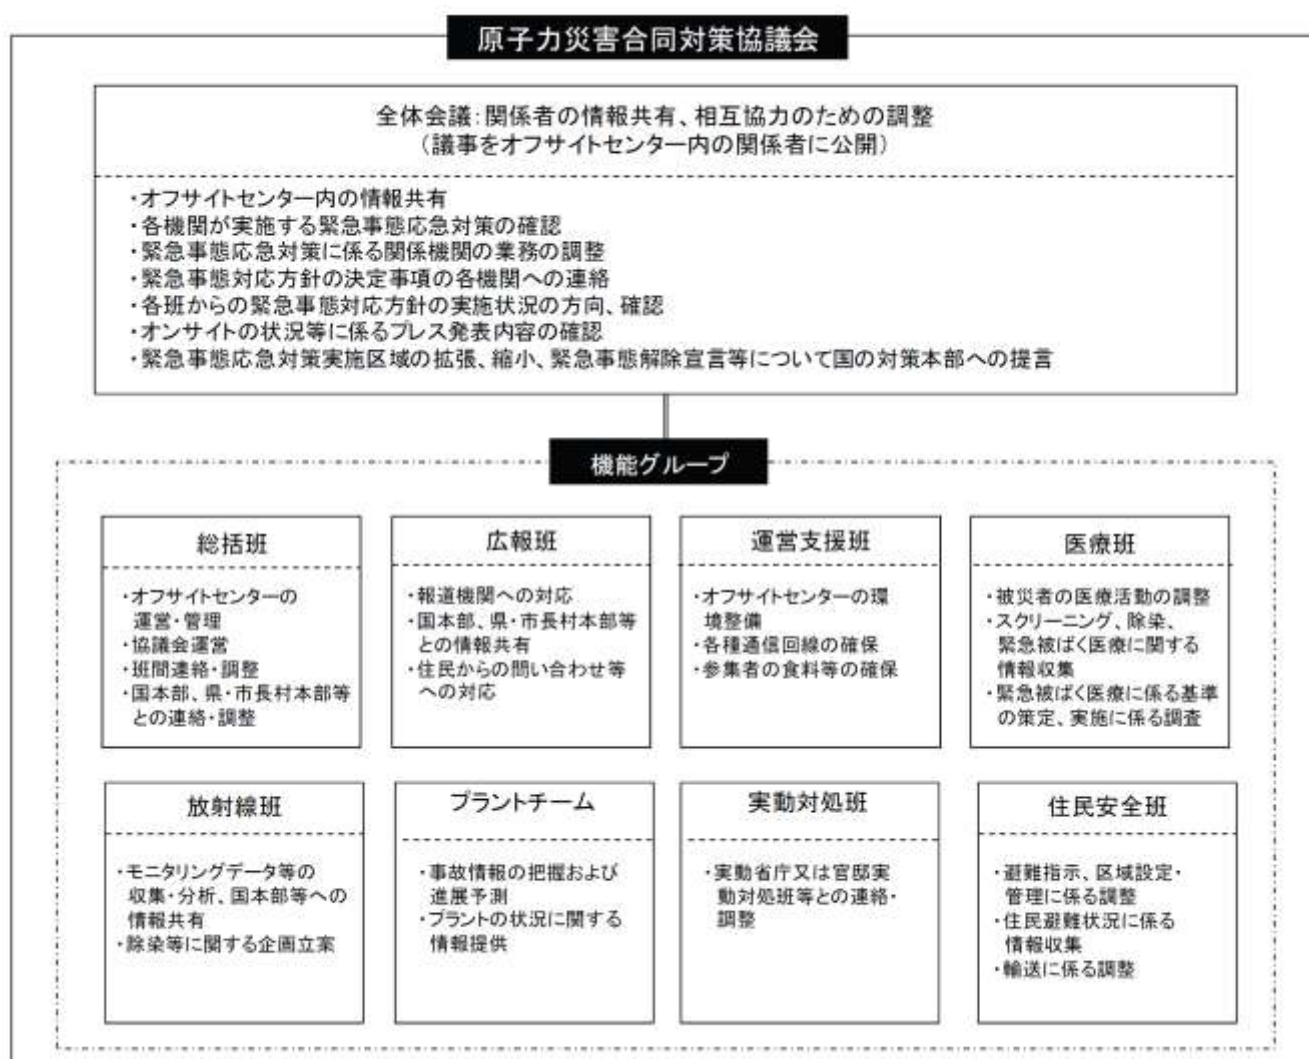 原子力災害合同対策協議会
全体会議:関係者の情報共有、相互協力のための調整
(議事をオフサイトセンター内の関係者に公開)
・オフサイトセンター内の情報共有
・各機関が実施する緊急事態応急対策の確認
・緊急事態応急対策に係る関係機関の業務の調整
・緊急事態対応方針の決定事項の各機関への連絡
・各班からの緊急事態対応方針の実施状況の方向、確認
・オンサイトの状況等に係るプレス発表内容の確認
・緊急事態応急対策実施区域の拡張、縮小、緊急事態解除宣言等について国の対策本部への提言
機能グループ
総括班
・オフサイトセンターの
運営・管理
・協議会運営
・班間連絡・調整
・国本部、県・市長村本部等
との連絡・調整
広報班
・報道機関への対応
・国本部、県・市長村本部等
との情報共有
・住民からの問い合わせ等
への対応
運営支援班
・オフサイトセンターの環
境整備
・各種通信回線の確保
・参集者の食料等の確保
医療班
・被災者の医療活動の調整
・スクリーニング、除染、
緊急被ばく医療に関する
情報収集
・緊急被ばく医療に係る基準
の策定、実施に係る調査
放射線班
・モニタリングデータ等の
収集・分析、国本部等への
情報共有
・除染等に関する企画立案
プラントチーム
・事故情報の把握および
進展予測
・プラントの状況に関する
情報提供
実動対処班
・実動省庁又は官邸実
動対処班等との連絡・
調整
住民安全班
・避難指示、区域設定・
管理に係る調整
・住民避難状況に係る
情報収集
・輸送に係る調整